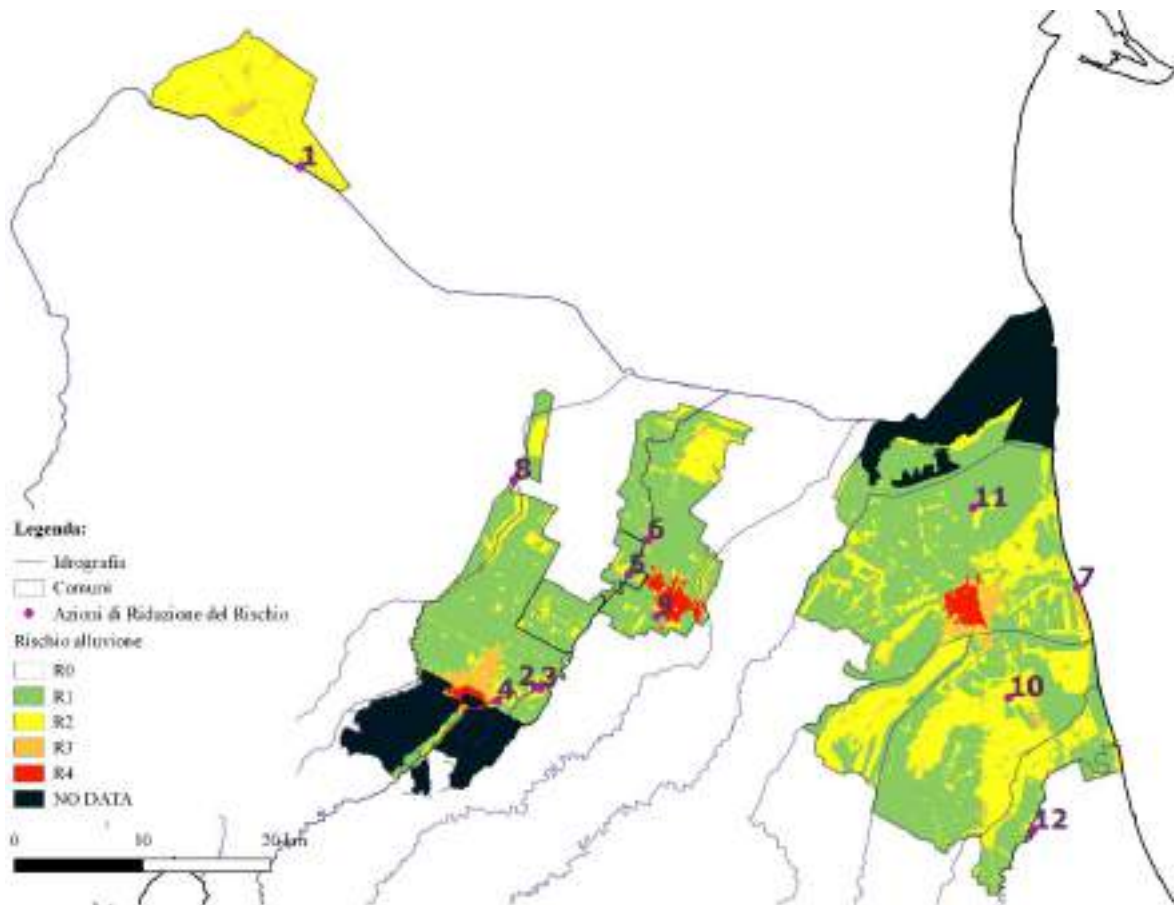 1
8
11
6
5
7
9
2 3
4
10
12
Legenda:
Idrografia
Comuni
Azioni di Riduzione del Rischio
Rischio alluvione
R0
R1
R2
R3
R4
NO DATA
0 10 20 km